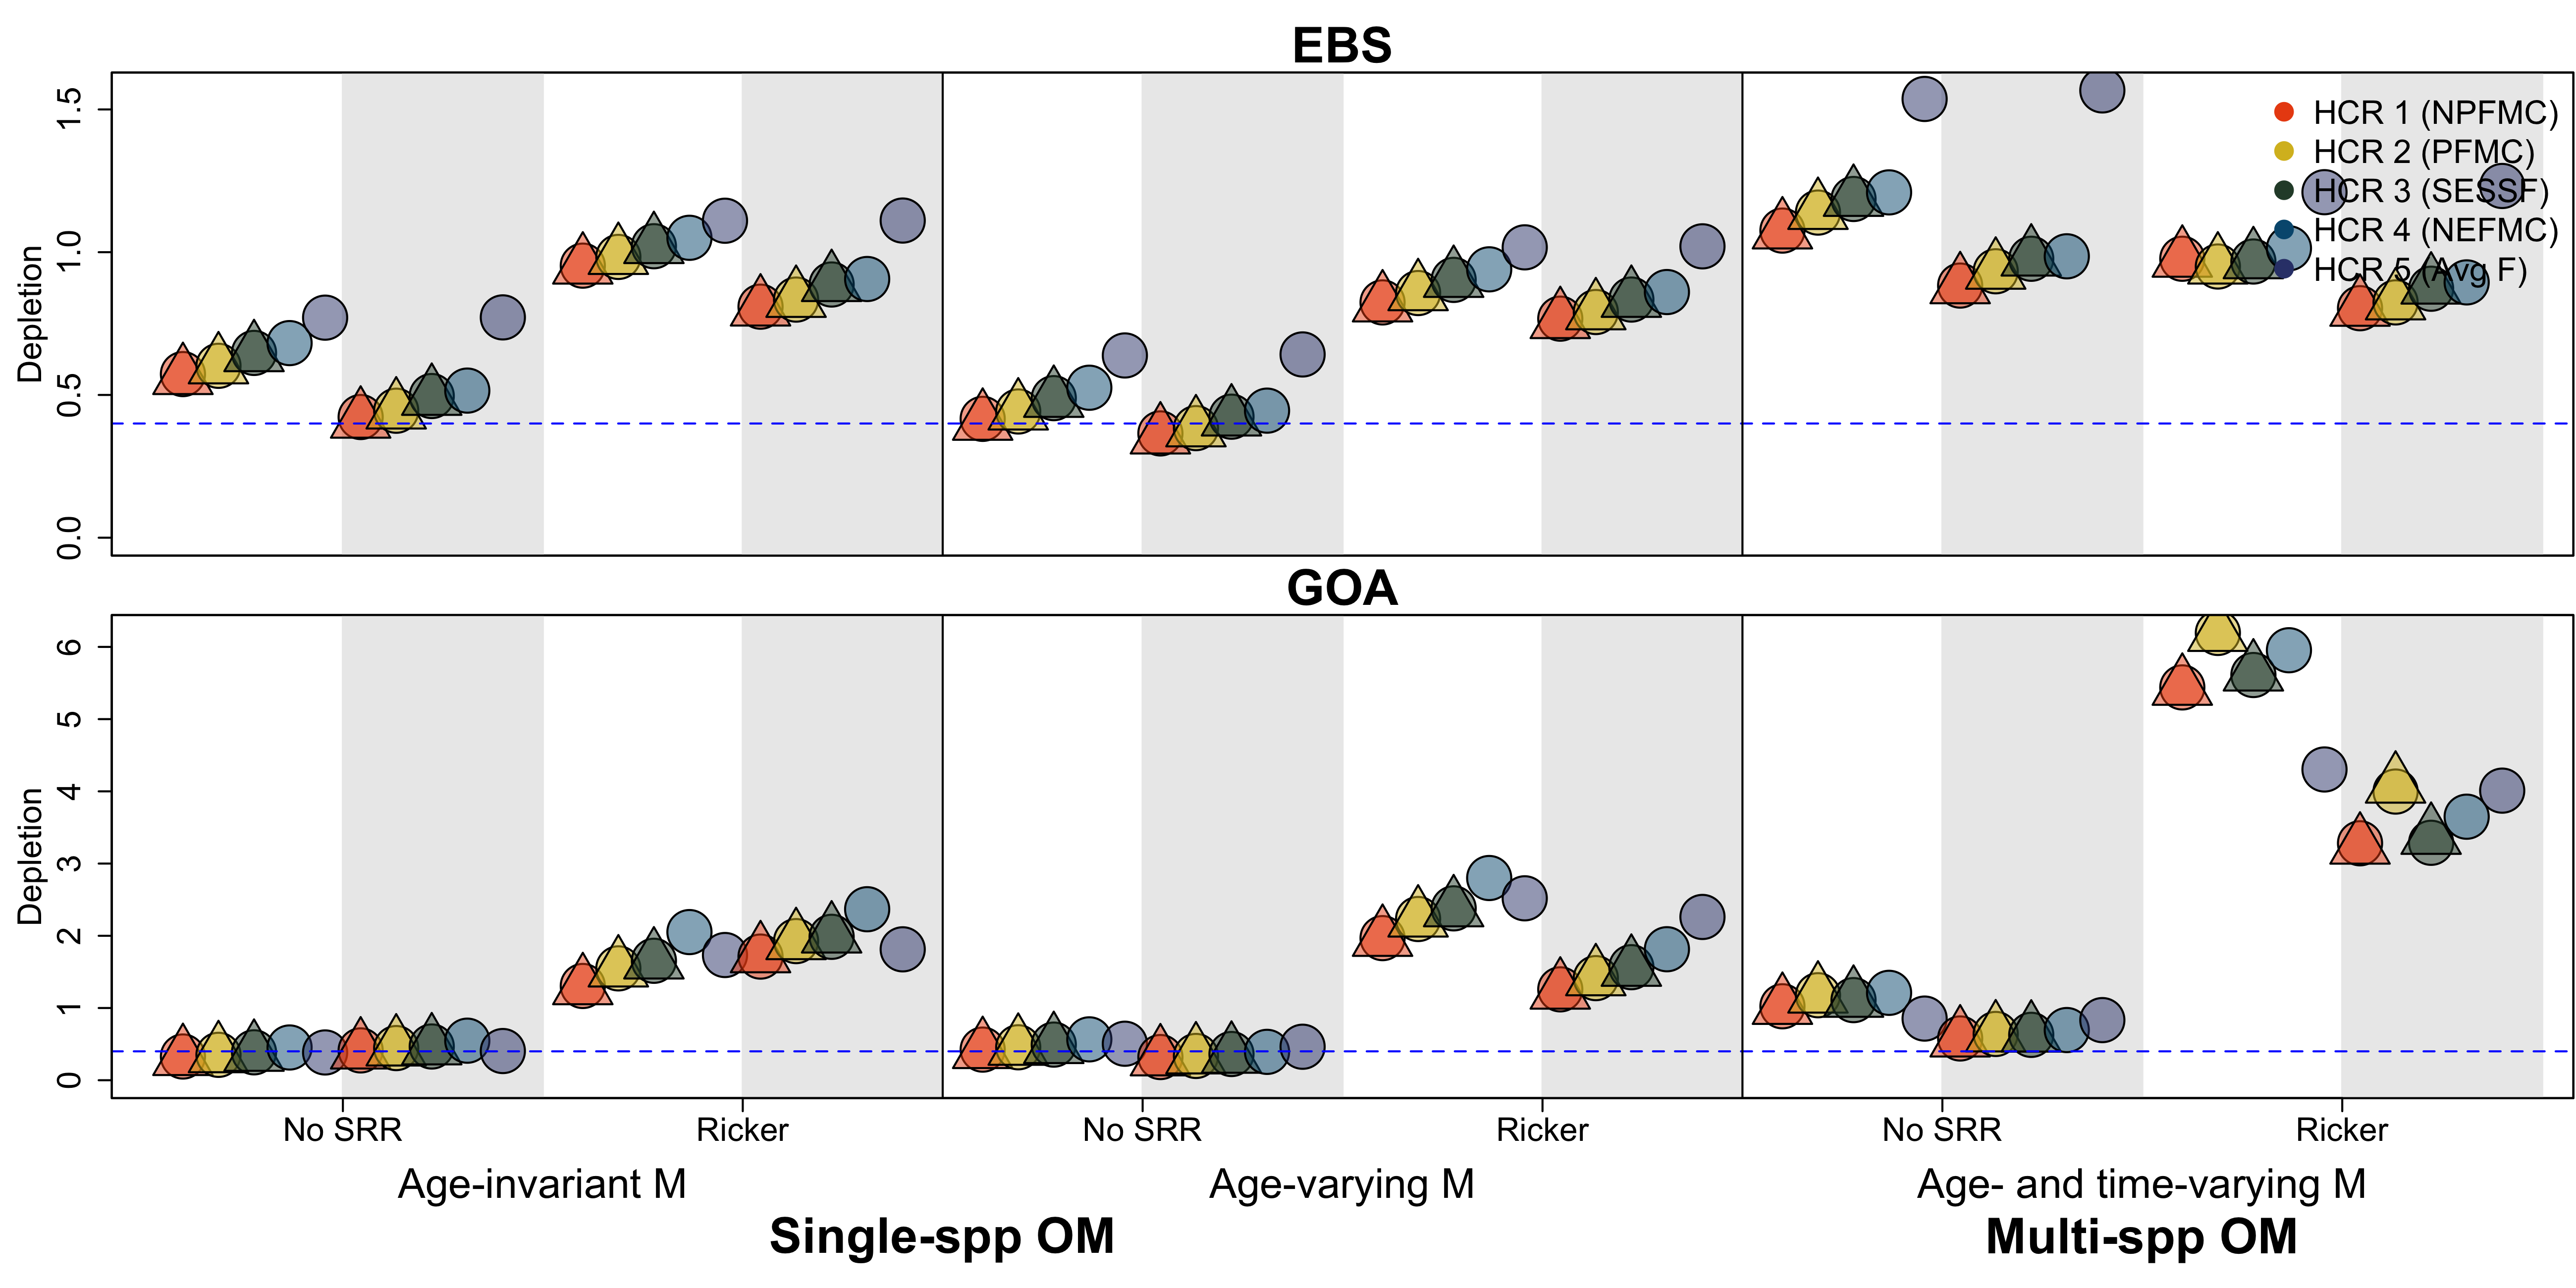 EBS
Depletion
1.5
1.0
0.5
0.0
HCR 1 (NPFMC)
HCR 2 (PFMC)
HCR 3 (SESSF)
HCR 4 (NEFMC)
HCR 5 (Avg F)
GOA
Depletion
6
5
4
3
2
1
0
No SRR Ricker No SRR Ricker No SRR Ricker
Age-invariant M Age-varying M Age- and time-varying M
Single-spp OM Multi-spp OM